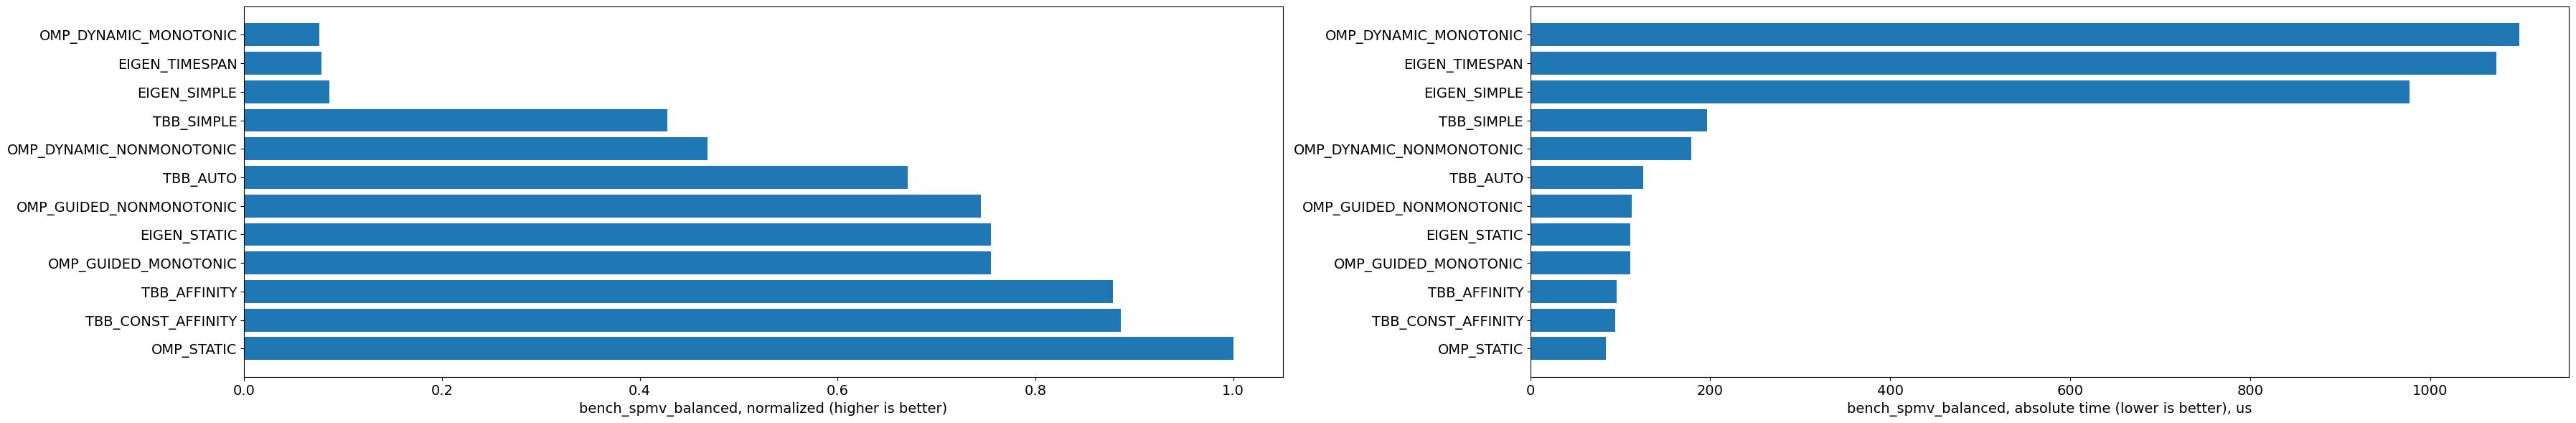 OMP_DYNAMIC_MONOTONIC
EIGEN_TIMESPAN
EIGEN_SIMPLE
TBB_SIMPLE
OMP_DYNAMIC_NONMONOTONIC
TBB_AUTO
OMP_GUIDED_NONMONOTONIC
EIGEN_STATIC
OMP_GUIDED_MONOTONIC
TBB_AFFINITY
TBB_CONST_AFFINITY
OMP_STATIC
0.0 0.2 0.4 0.6 0.8 1.0
bench_spmv_balanced, normalized (higher is better)
OMP_DYNAMIC_MONOTONIC
EIGEN_TIMESPAN
EIGEN_SIMPLE
TBB_SIMPLE
OMP_DYNAMIC_NONMONOTONIC
TBB_AUTO
OMP_GUIDED_NONMONOTONIC
EIGEN_STATIC
OMP_GUIDED_MONOTONIC
TBB_AFFINITY
TBB_CONST_AFFINITY
OMP_STATIC
0 200 400 600 800 1000
bench_spmv_balanced, absolute time (lower is better), us